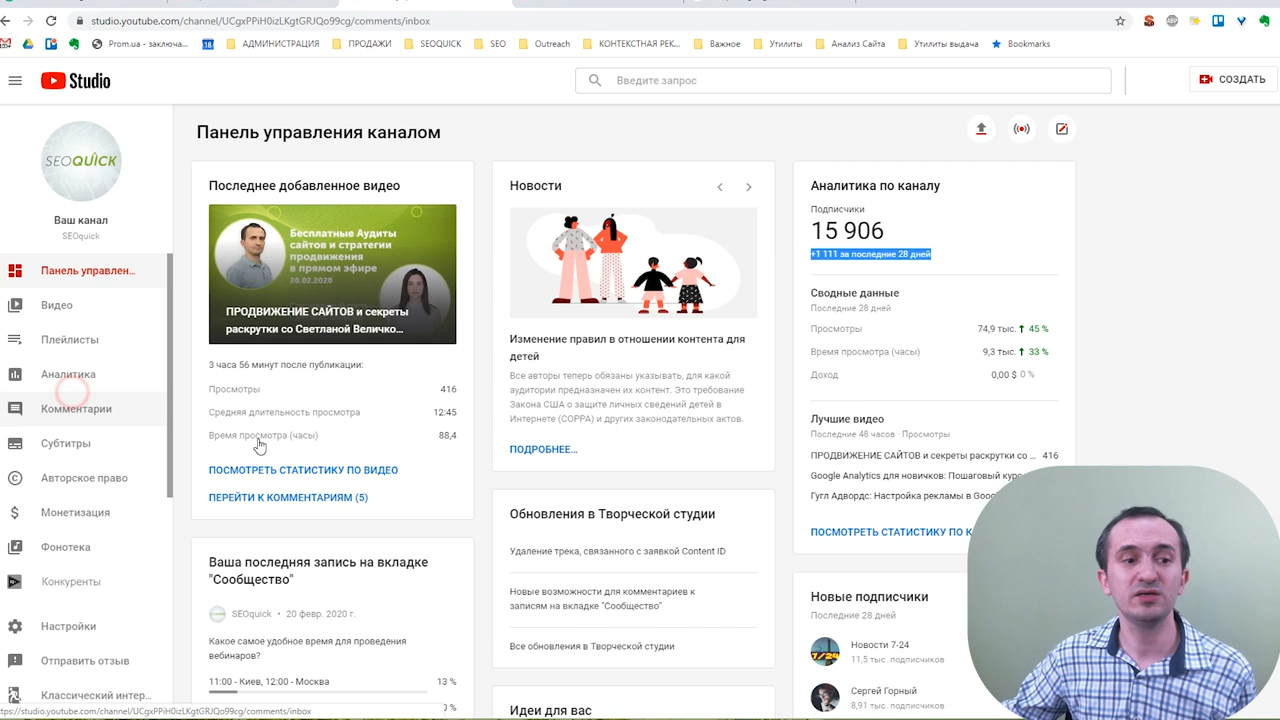 studio.youtube.com/channel/UCgxPPiH0izLKgtGRJQo99cg/comments/inbox
Prom.ua - заключа...
АДМИНИСТРАЦИЯ
ПРОДАЖИ
SEOQUICK
SEO
Outreach
КОНТЕКСТНАЯ РЕК...
Важное
Утилиты
Анализ Сайта
Утилиты выдача
Bookmarks
Studio
Введите запрос
СОЗДАТЬ
SEOQUICK
Ваш канал
SEOquick
Панель управлен...
Видео
Плейлисты
Аналитика
Комментарии
Субтитры
Авторское право
Монетизация
Фонотека
Конкуренты
Настройки
Отправить отзыв
Классический интер...
Панель управления каналом
Последнее добавленное видео
Бесплатные Аудиты
сайтов и стратегии
продвижения
в прямом эфире
20.02.2020
ПРОДВИЖЕНИЕ САЙТОВ и секреты
раскрутки со Светланой Величко...
3 часа 56 минут после публикации:
Просмотры 416
Средняя длительность просмотра 12:45
Время просмотра (часы) 88,4
ПОСМОТРЕТЬ СТАТИСТИКУ ПО ВИДЕО
ПЕРЕЙТИ К КОММЕНТАРИЯМ (5)
Ваша последняя запись на вкладке
"Сообщество"
SEOquick • 20 февр. 2020 г.
Какое самое удобное время для проведения
вебинаров?
11:00 - Киев, 12:00 - Москва 13 %
Новости
Изменение правил в отношении контента для
детей
Все авторы теперь обязаны указывать, для какой
аудитории предназначен их контент. Это требование
Закона США о защите личных сведений детей в
Интернете (COPPA) и других законодательных актов.
ПОДРОБНЕЕ...
Обновления в Творческой студии
Удаление трека, связанного с заявкой Content ID
Новые возможности для комментариев к
записям на вкладке "Сообщество"
Все обновления в Творческой студии
Идеи для вас
Аналитика по каналу
Подписчики
15 906
+1 111 за последние 28 дней
Сводные данные
Последние 28 дней
Просмотры 74,9 тыс. 45 %
Время просмотра (часы) 9,3 тыс. 33 %
Доход 0,00 $ 0 %
Лучшие видео
Последние 48 часов · Просмотры
ПРОДВИЖЕНИЕ САЙТОВ и секреты раскрутки со ... 416
Google Analytics для новичков: Пошаговый курс
Гугл Адвордс: Настройка рекламы в Goog
ПОСМОТРЕТЬ СТАТИСТИКУ ПО К
Новые подписчики
Последние 28 дней
Новости 7-24
11,5 тыс. подписчиков
Сергей Горный
8,91 тыс. подписчиков
ttps://studio.youtube.com/channel/UCgxPPiH0izLKgtGRJQo99cg/comments/inbox